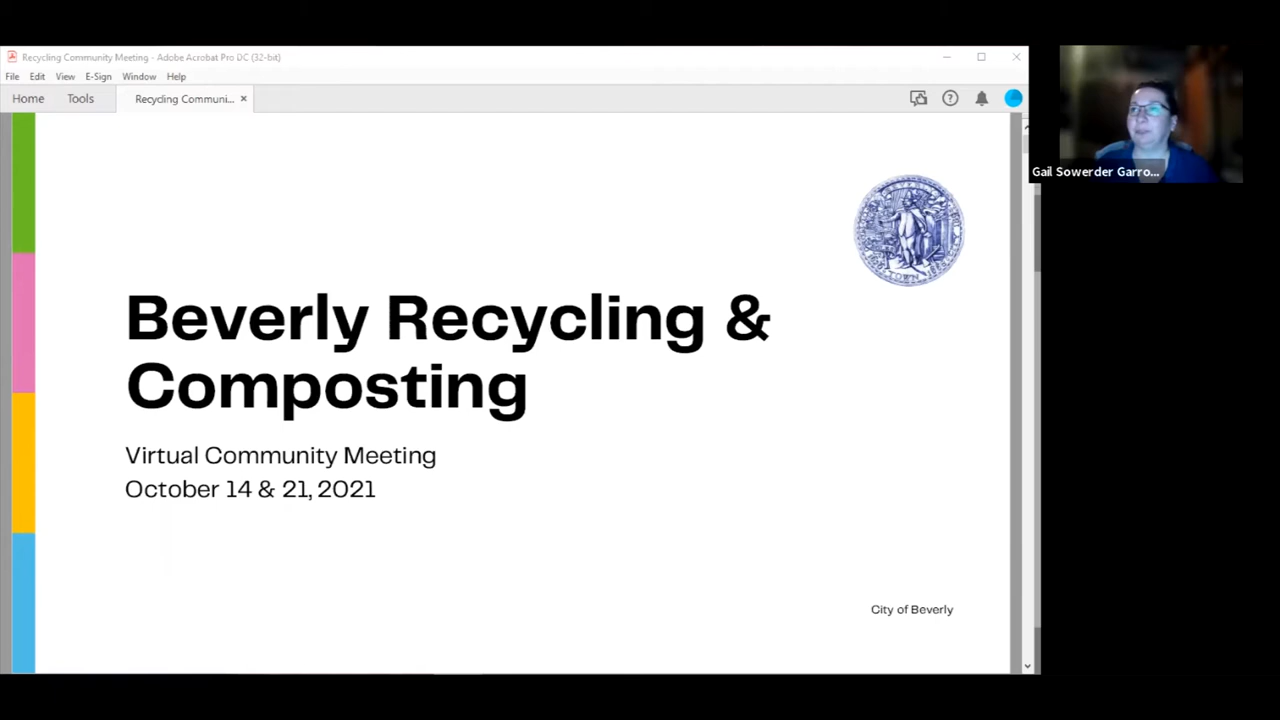 Recycling Community Meeting - Adobe Acrobat Pro DC (32-bit)
File Edit View E-Sign Window Help
Home Tools Recycling Communi...
Gail Sowerder Garro...
Beverly Recycling &
Composting
Virtual Community Meeting
October 14 & 21, 2021
City of Beverly